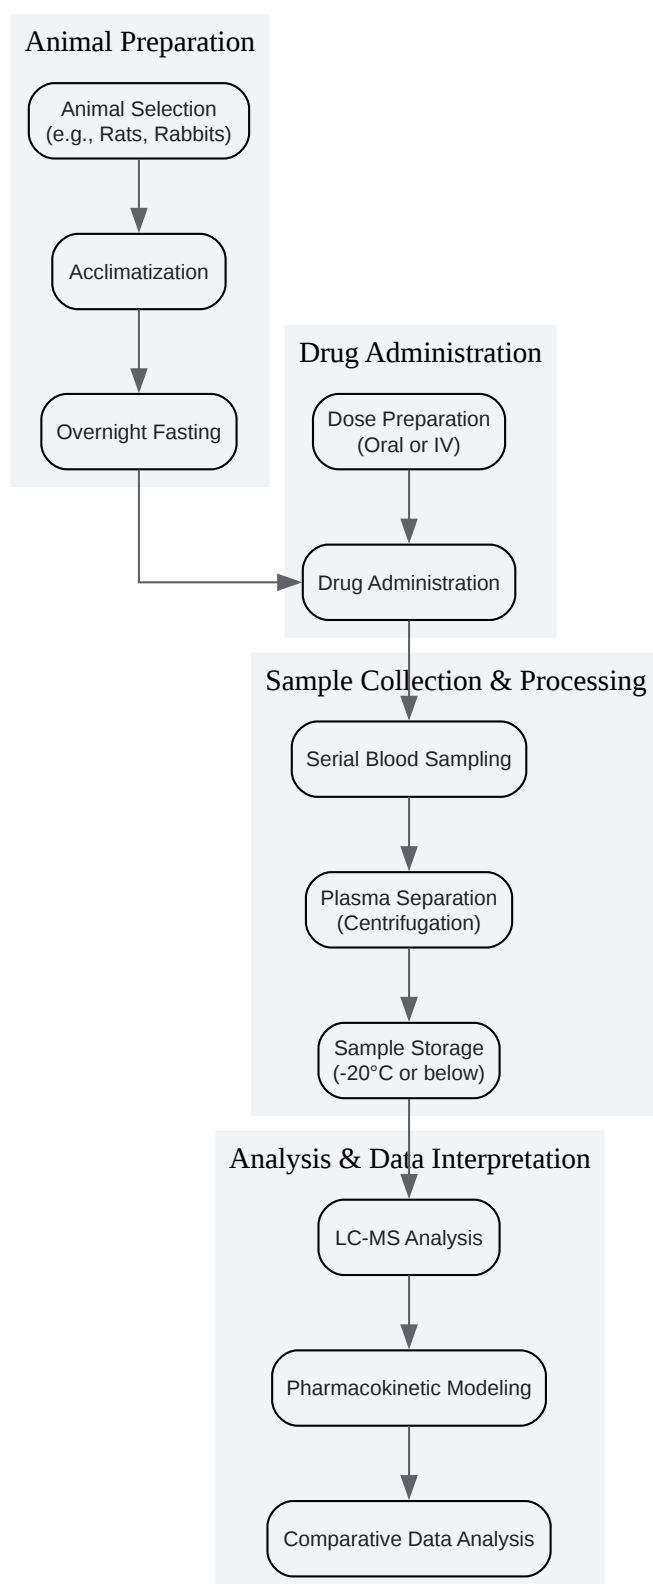 Animal Preparation
Animal Selection
(e.g., Rats, Rabbits)
Acclimatization
Overnight Fasting
Drug Administration
Dose Preparation
(Oral or IV)
Drug Administration
Sample Collection & Processing
Serial Blood Sampling
Plasma Separation
(Centrifugation)
Sample Storage
(-20°C or below)
Analysis & Data Interpretation
LC-MS Analysis
Pharmacokinetic Modeling
Comparative Data Analysis